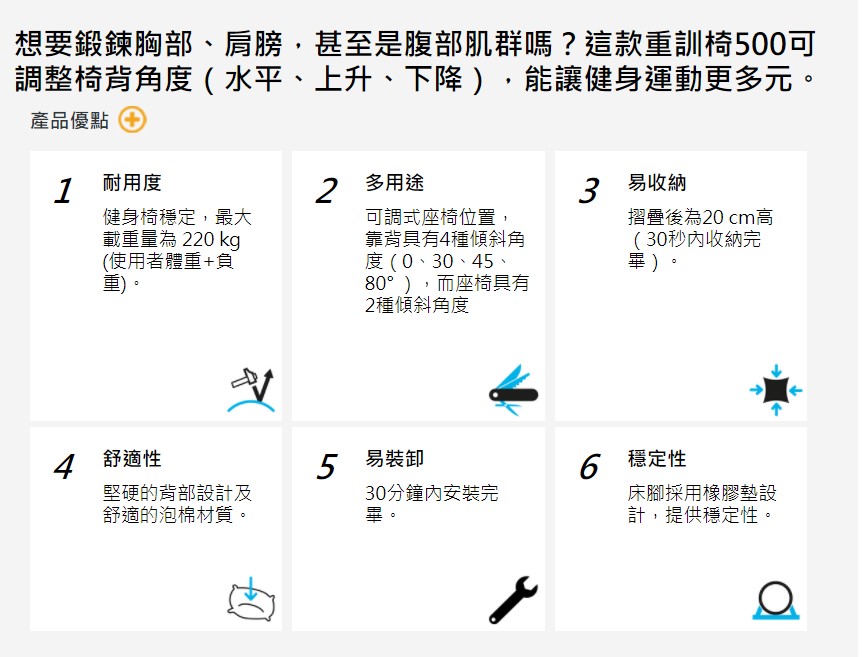 想要鍛鍊胸部、肩膀，甚至是腹部肌群嗎？這款重訓椅500可
調整椅背角度（水平、上升、下降），能讓健身運動更多元。
產品優點
1
耐用度
健身椅穩定，最大
載重量為 220 kg
(使用者體重+負
重)。
2
多用途
可調式座椅位置，
靠背具有4種傾斜角
度（0、30、45、
80°），而座椅具有
2種傾斜角度
3
易收納
摺疊後為20 cm高
（30秒內收納完
畢）。
4
舒適性
堅硬的背部設計及
舒適的泡棉材質。
5
易裝卸
30分鐘內安裝完
畢。
6
穩定性
床腳採用橡膠墊設
計，提供穩定性。